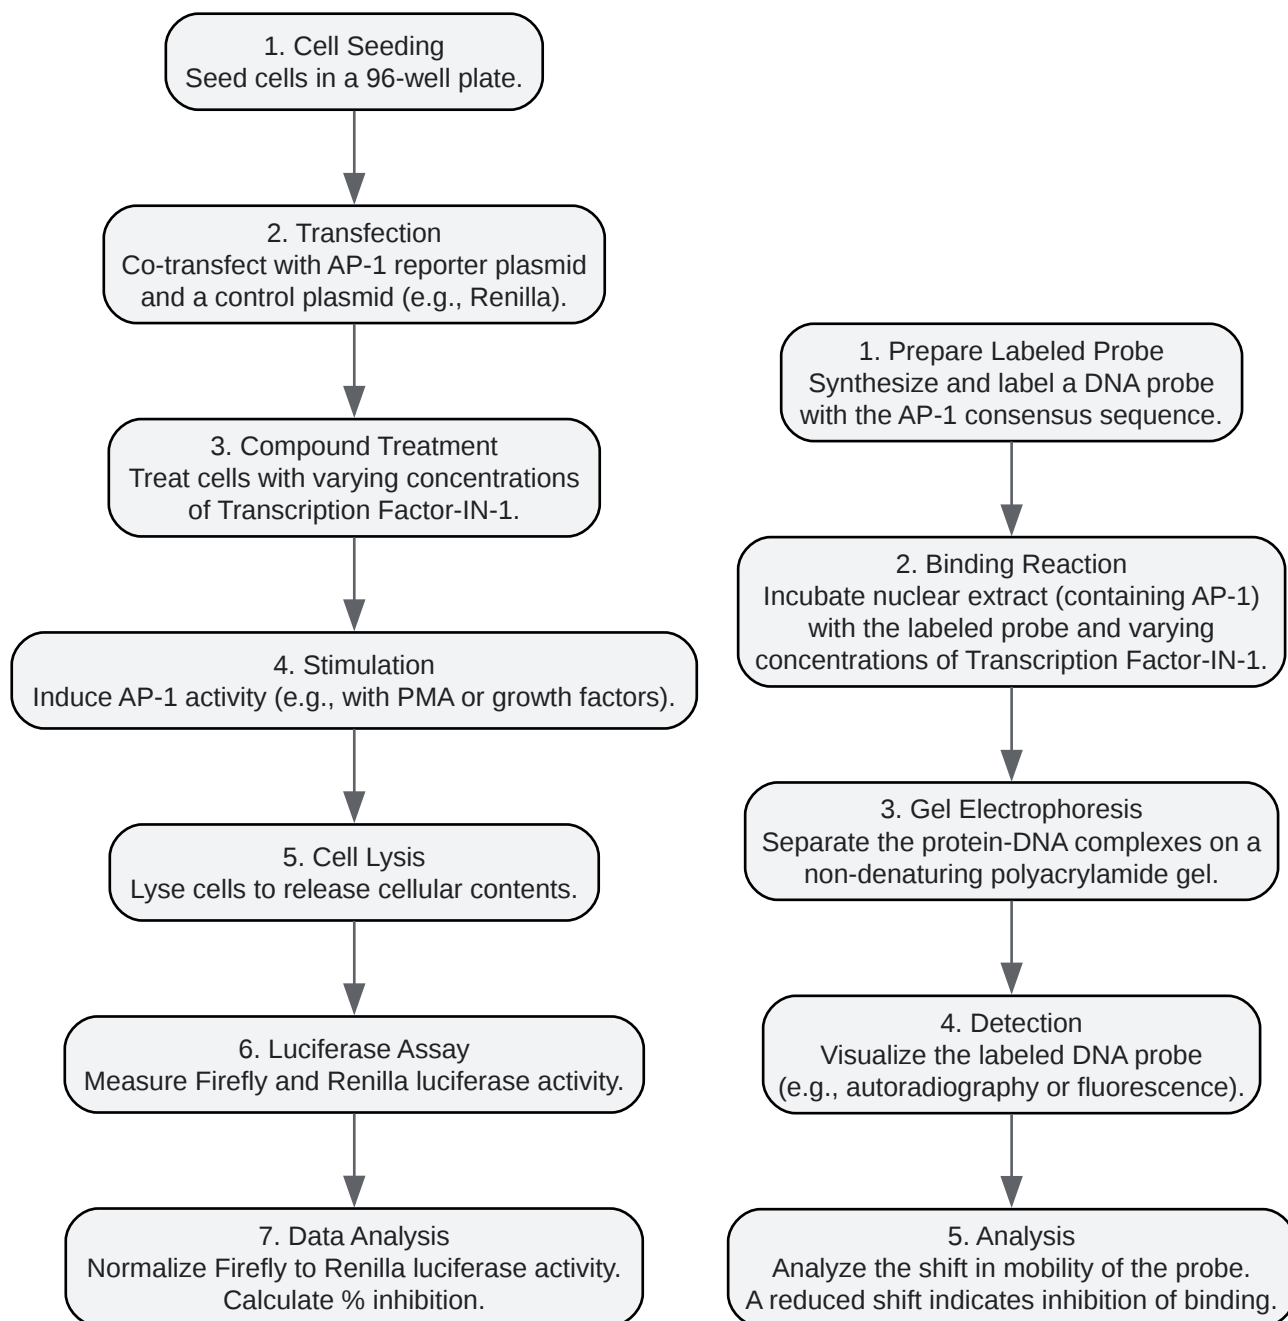 1. Cell Seeding
Seed cells in a 96-well plate.
2. Transfection
Co-transfect with AP-1 reporter plasmid
and a control plasmid (e.g., Renilla).
3. Compound Treatment
Treat cells with varying concentrations
of Transcription Factor-IN-1.
4. Stimulation
Induce AP-1 activity (e.g., with PMA or growth factors).
5. Cell Lysis
Lyse cells to release cellular contents.
6. Luciferase Assay
Measure Firefly and Renilla luciferase activity.
7. Data Analysis
Normalize Firefly to Renilla luciferase activity.
Calculate % inhibition.
1. Prepare Labeled Probe
Synthesize and label a DNA probe
with the AP-1 consensus sequence.
2. Binding Reaction
Incubate nuclear extract (containing AP-1)
with the labeled probe and varying
concentrations of Transcription Factor-IN-1.
3. Gel Electrophoresis
Separate the protein-DNA complexes on a
non-denaturing polyacrylamide gel.
4. Detection
Visualize the labeled DNA probe
(e.g., autoradiography or fluorescence).
5. Analysis
Analyze the shift in mobility of the probe.
A reduced shift indicates inhibition of binding.